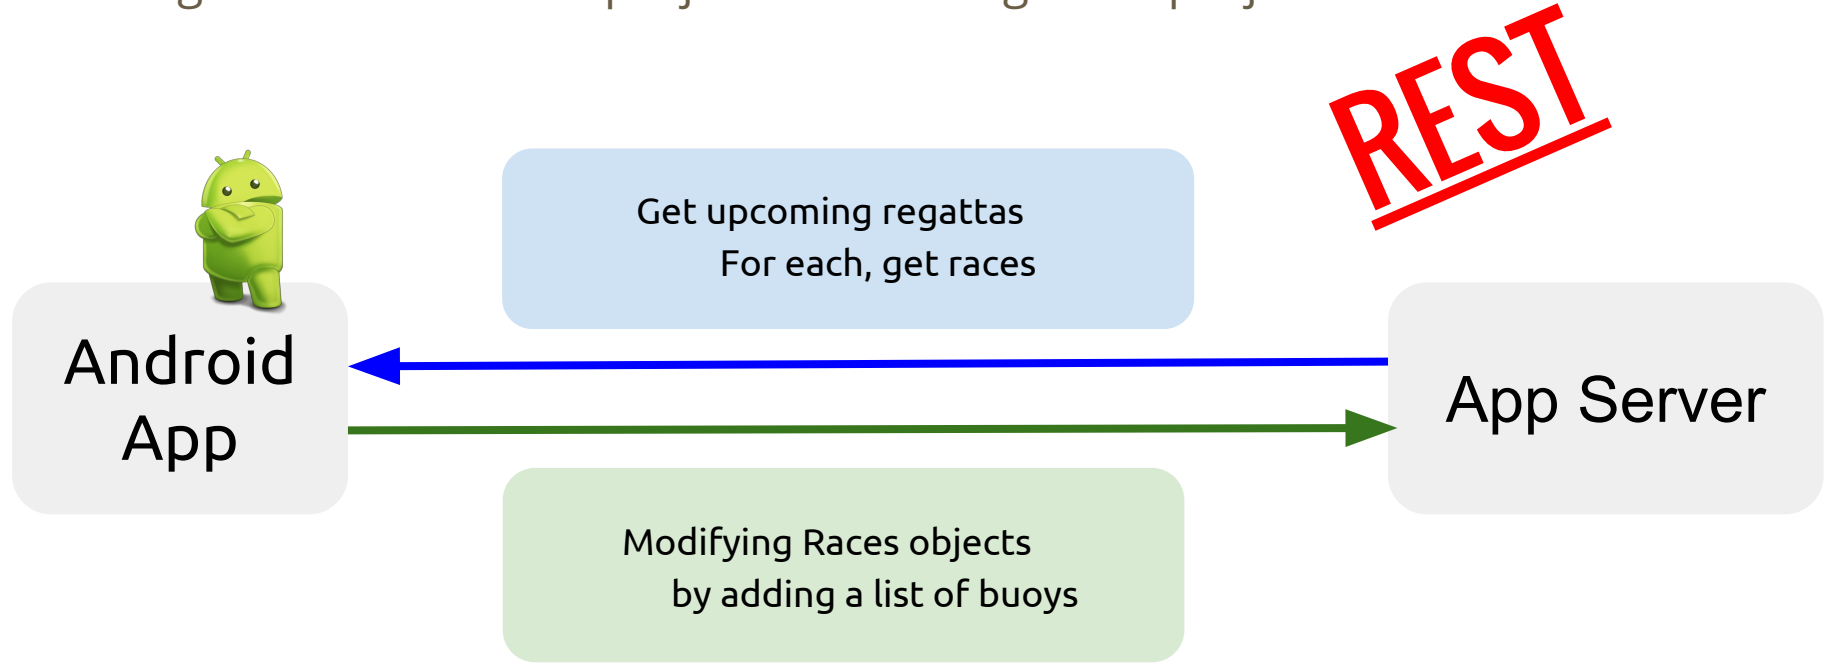 REST
Get upcoming regattas
For each, get races
Android
App
App Server
Modifying Races objects
by adding a list of buoys